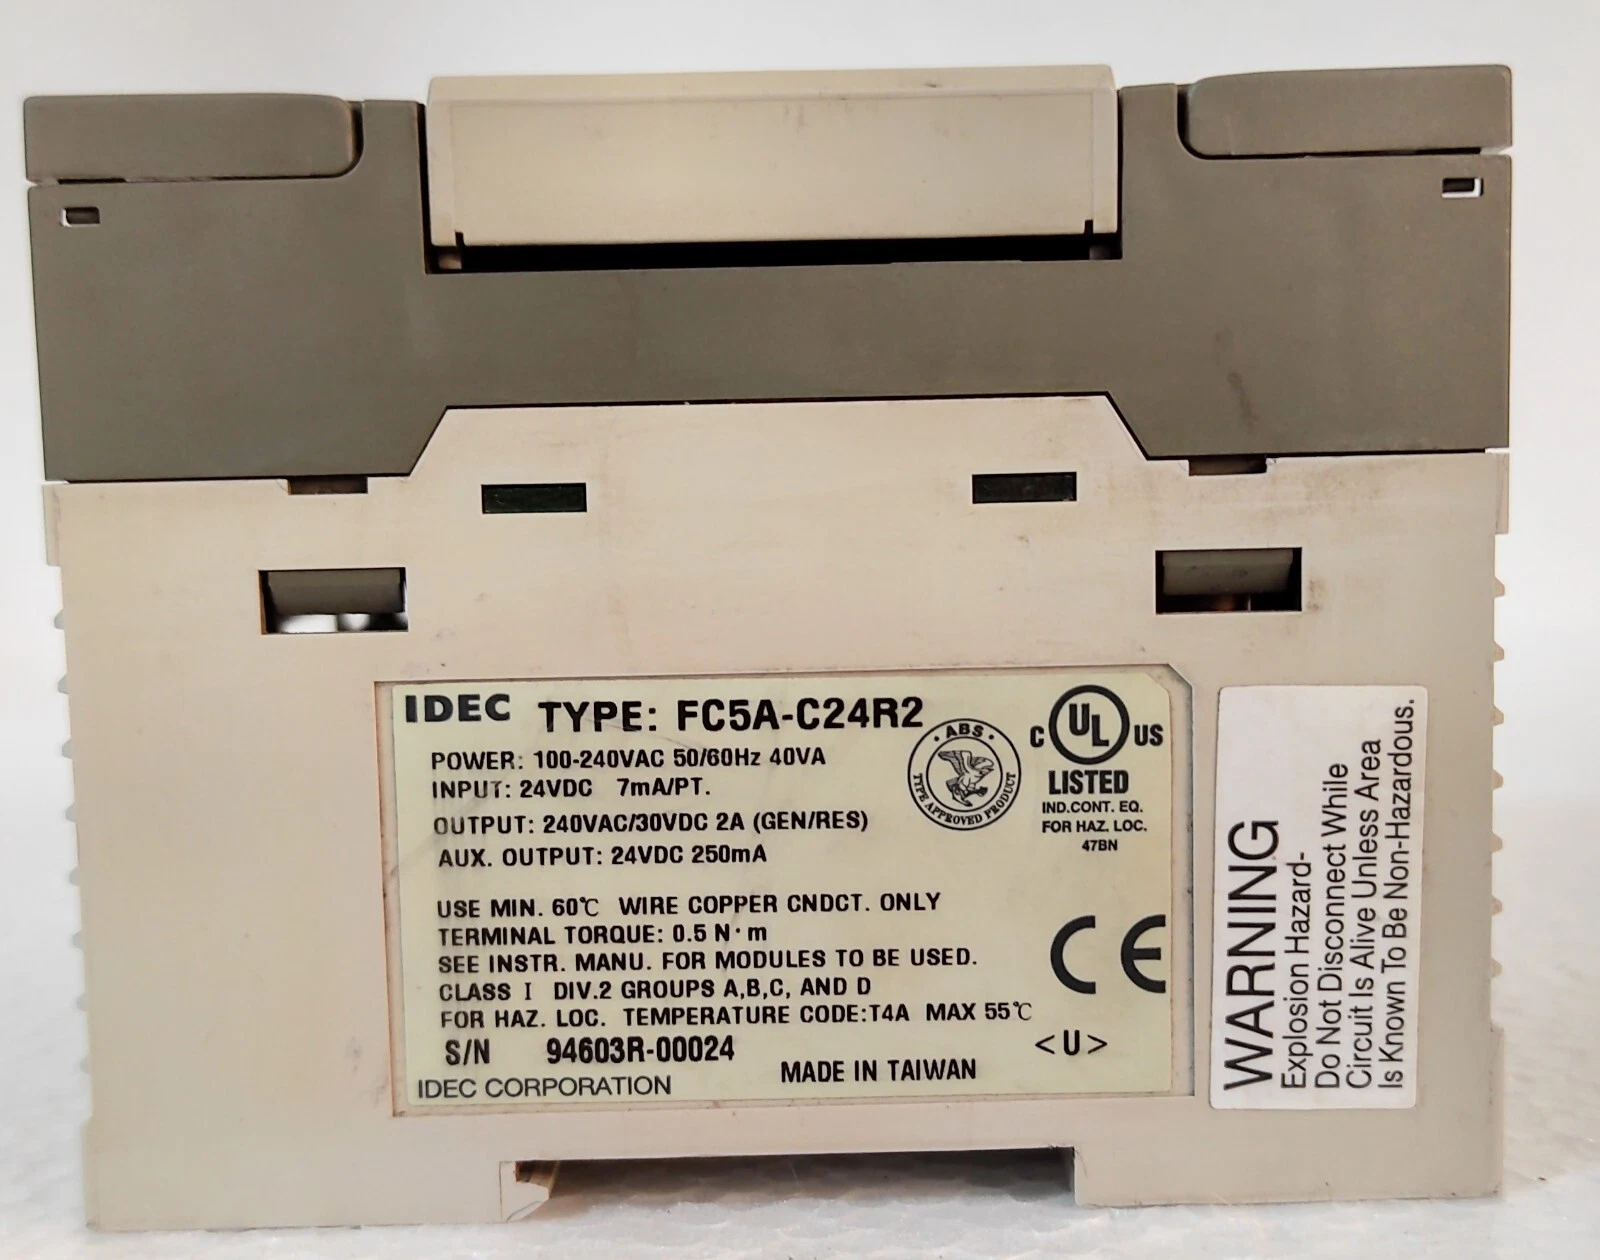 IDEC TYPE: FC5A-C24R2
POWER: 100-240VAC 50/60Hz 40VA
INPUT: 24VDC 7mA/PT.
OUTPUT: 240VAC/30VDC 2A (GEN/RES)
AUX. OUTPUT: 24VDC 250mA
USE MIN. 60℃ WIRE COPPER CNDCT. ONLY
TERMINAL TORQUE: 0.5 N·m
SEE INSTR. MANU. FOR MODULES TO BE USED.
CLASS I DIV.2 GROUPS A,B,C, AND D
FOR HAZ. LOC. TEMPERATURE CODE:T4A MAX 55℃
S/N 94603R-00024
IDEC CORPORATION
MADE IN TAIWAN
<U>
·ABS·
TYPE APPROVED PRODUCT
C UL US
LISTED
IND.CONT. EQ.
FOR HAZ. LOC.
47BN
CE
WARNING
Explosion Hazard-
Do Not Disconnect While
Circuit Is Alive Unless Area
Is Known To Be Non-Hazardous.